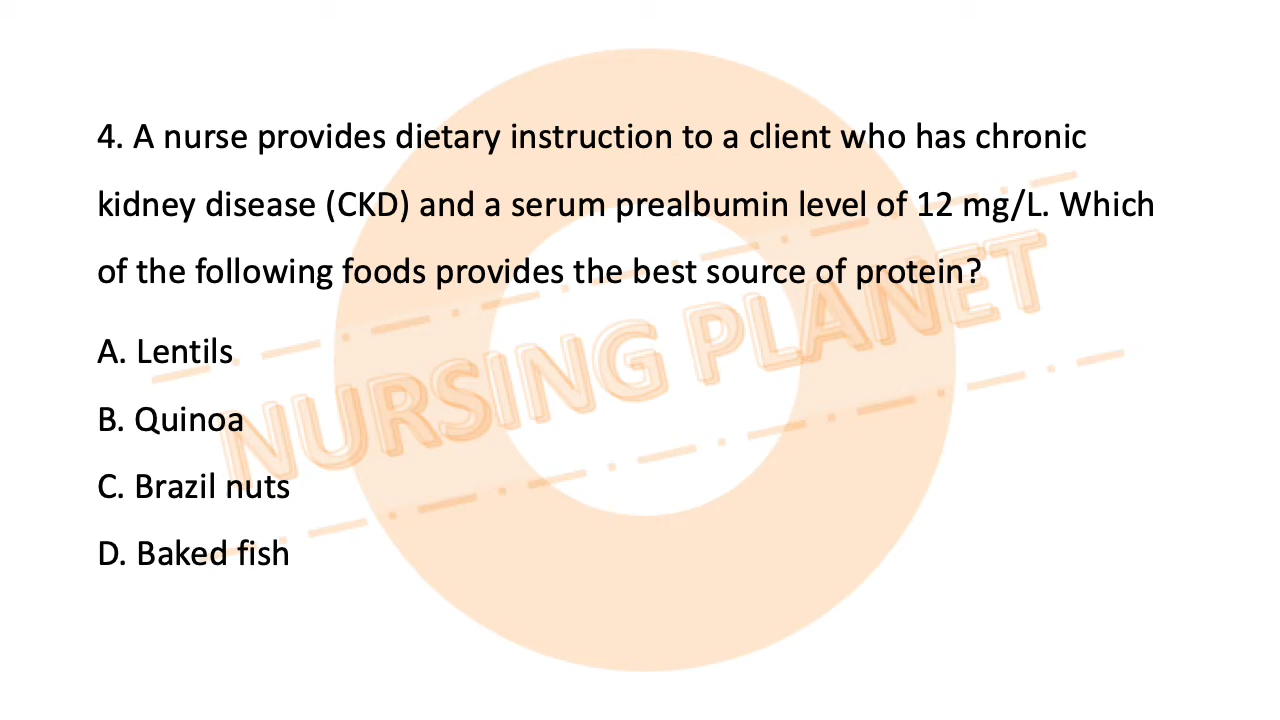 4. A nurse provides dietary instruction to a client who has chronic
kidney disease (CKD) and a serum prealbumin level of 12 mg/L. Which
of the following foods provides the best source of protein?
A. Lentils
B. Quinoa
C. Brazil nuts
D. Baked fish
NURSING PLANET